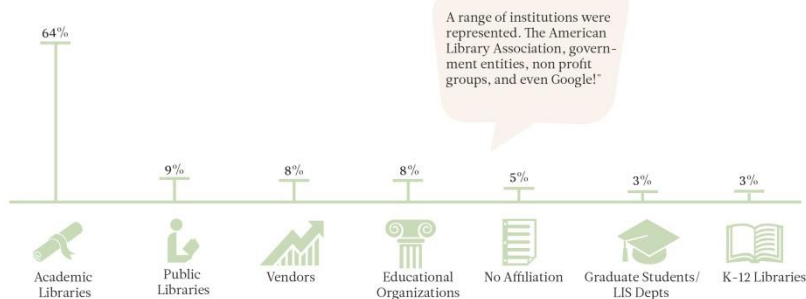 A range of institutions were
represented. The American
Library Association, govern-
ment entities, non profit
groups, and even Google!"
64%
9%
8%
8%
5%
3%
3%
Academic
Libraries
Public
Libraries
Vendors
Educational
Organizations
No Affiliation
Graduate Students/
LIS Depts
K-12 Libraries